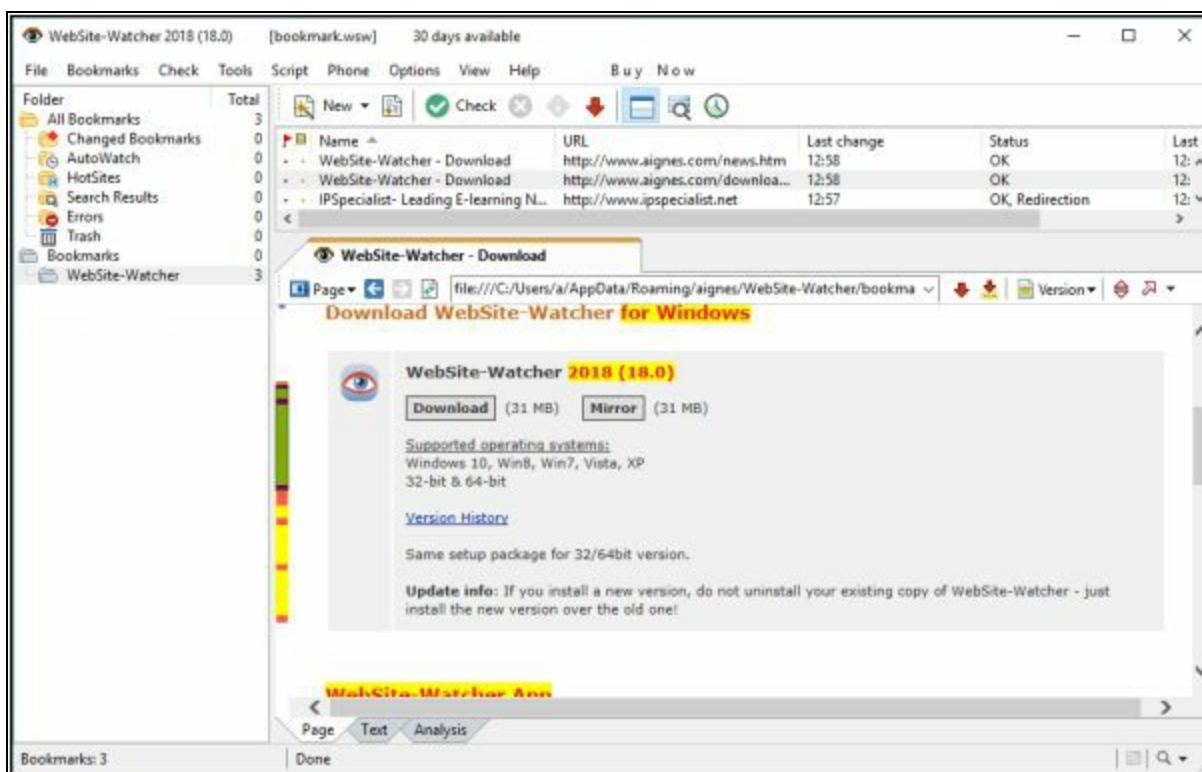 WebSite-Watcher 2018 (18.0) [bookmark.wsw] 30 days available
File Bookmarks Check Tools Script Phone Options View Help Buy Now
Folder Total
All Bookmarks 3
Changed Bookmarks 0
AutoWatch 0
HotSites 0
Search Results 0
Errors 0
Trash 0
Bookmarks 0
WebSite-Watcher 3
New Check
Name URL Last change Status Last
WebSite-Watcher - Download http://www.aignes.com/news.htm 12:58 OK 12:
WebSite-Watcher - Download http://www.aignes.com/downloa... 12:58 OK 12:
IPSpecialist- Leading E-learning N... http://www.ipspecialist.net 12:57 OK, Redirection 12:
WebSite-Watcher - Download
Page file:///C:/Users/a/AppData/Roaming/aignes/WebSite-Watcher/bookma Version
Download WebSite-Watcher for Windows
WebSite-Watcher 2018 (18.0)
Download (31 MB) Mirror (31 MB)
Supported operating systems:
Windows 10, Win8, Win7, Vista, XP
32-bit & 64-bit
Version History
Same setup package for 32/64bit version.
Update info: If you install a new version, do not uninstall your existing copy of WebSite-Watcher - just
install the new version over the old one!
WebSite-Watcher App
Page Text Analysis
Bookmarks: 3 Done